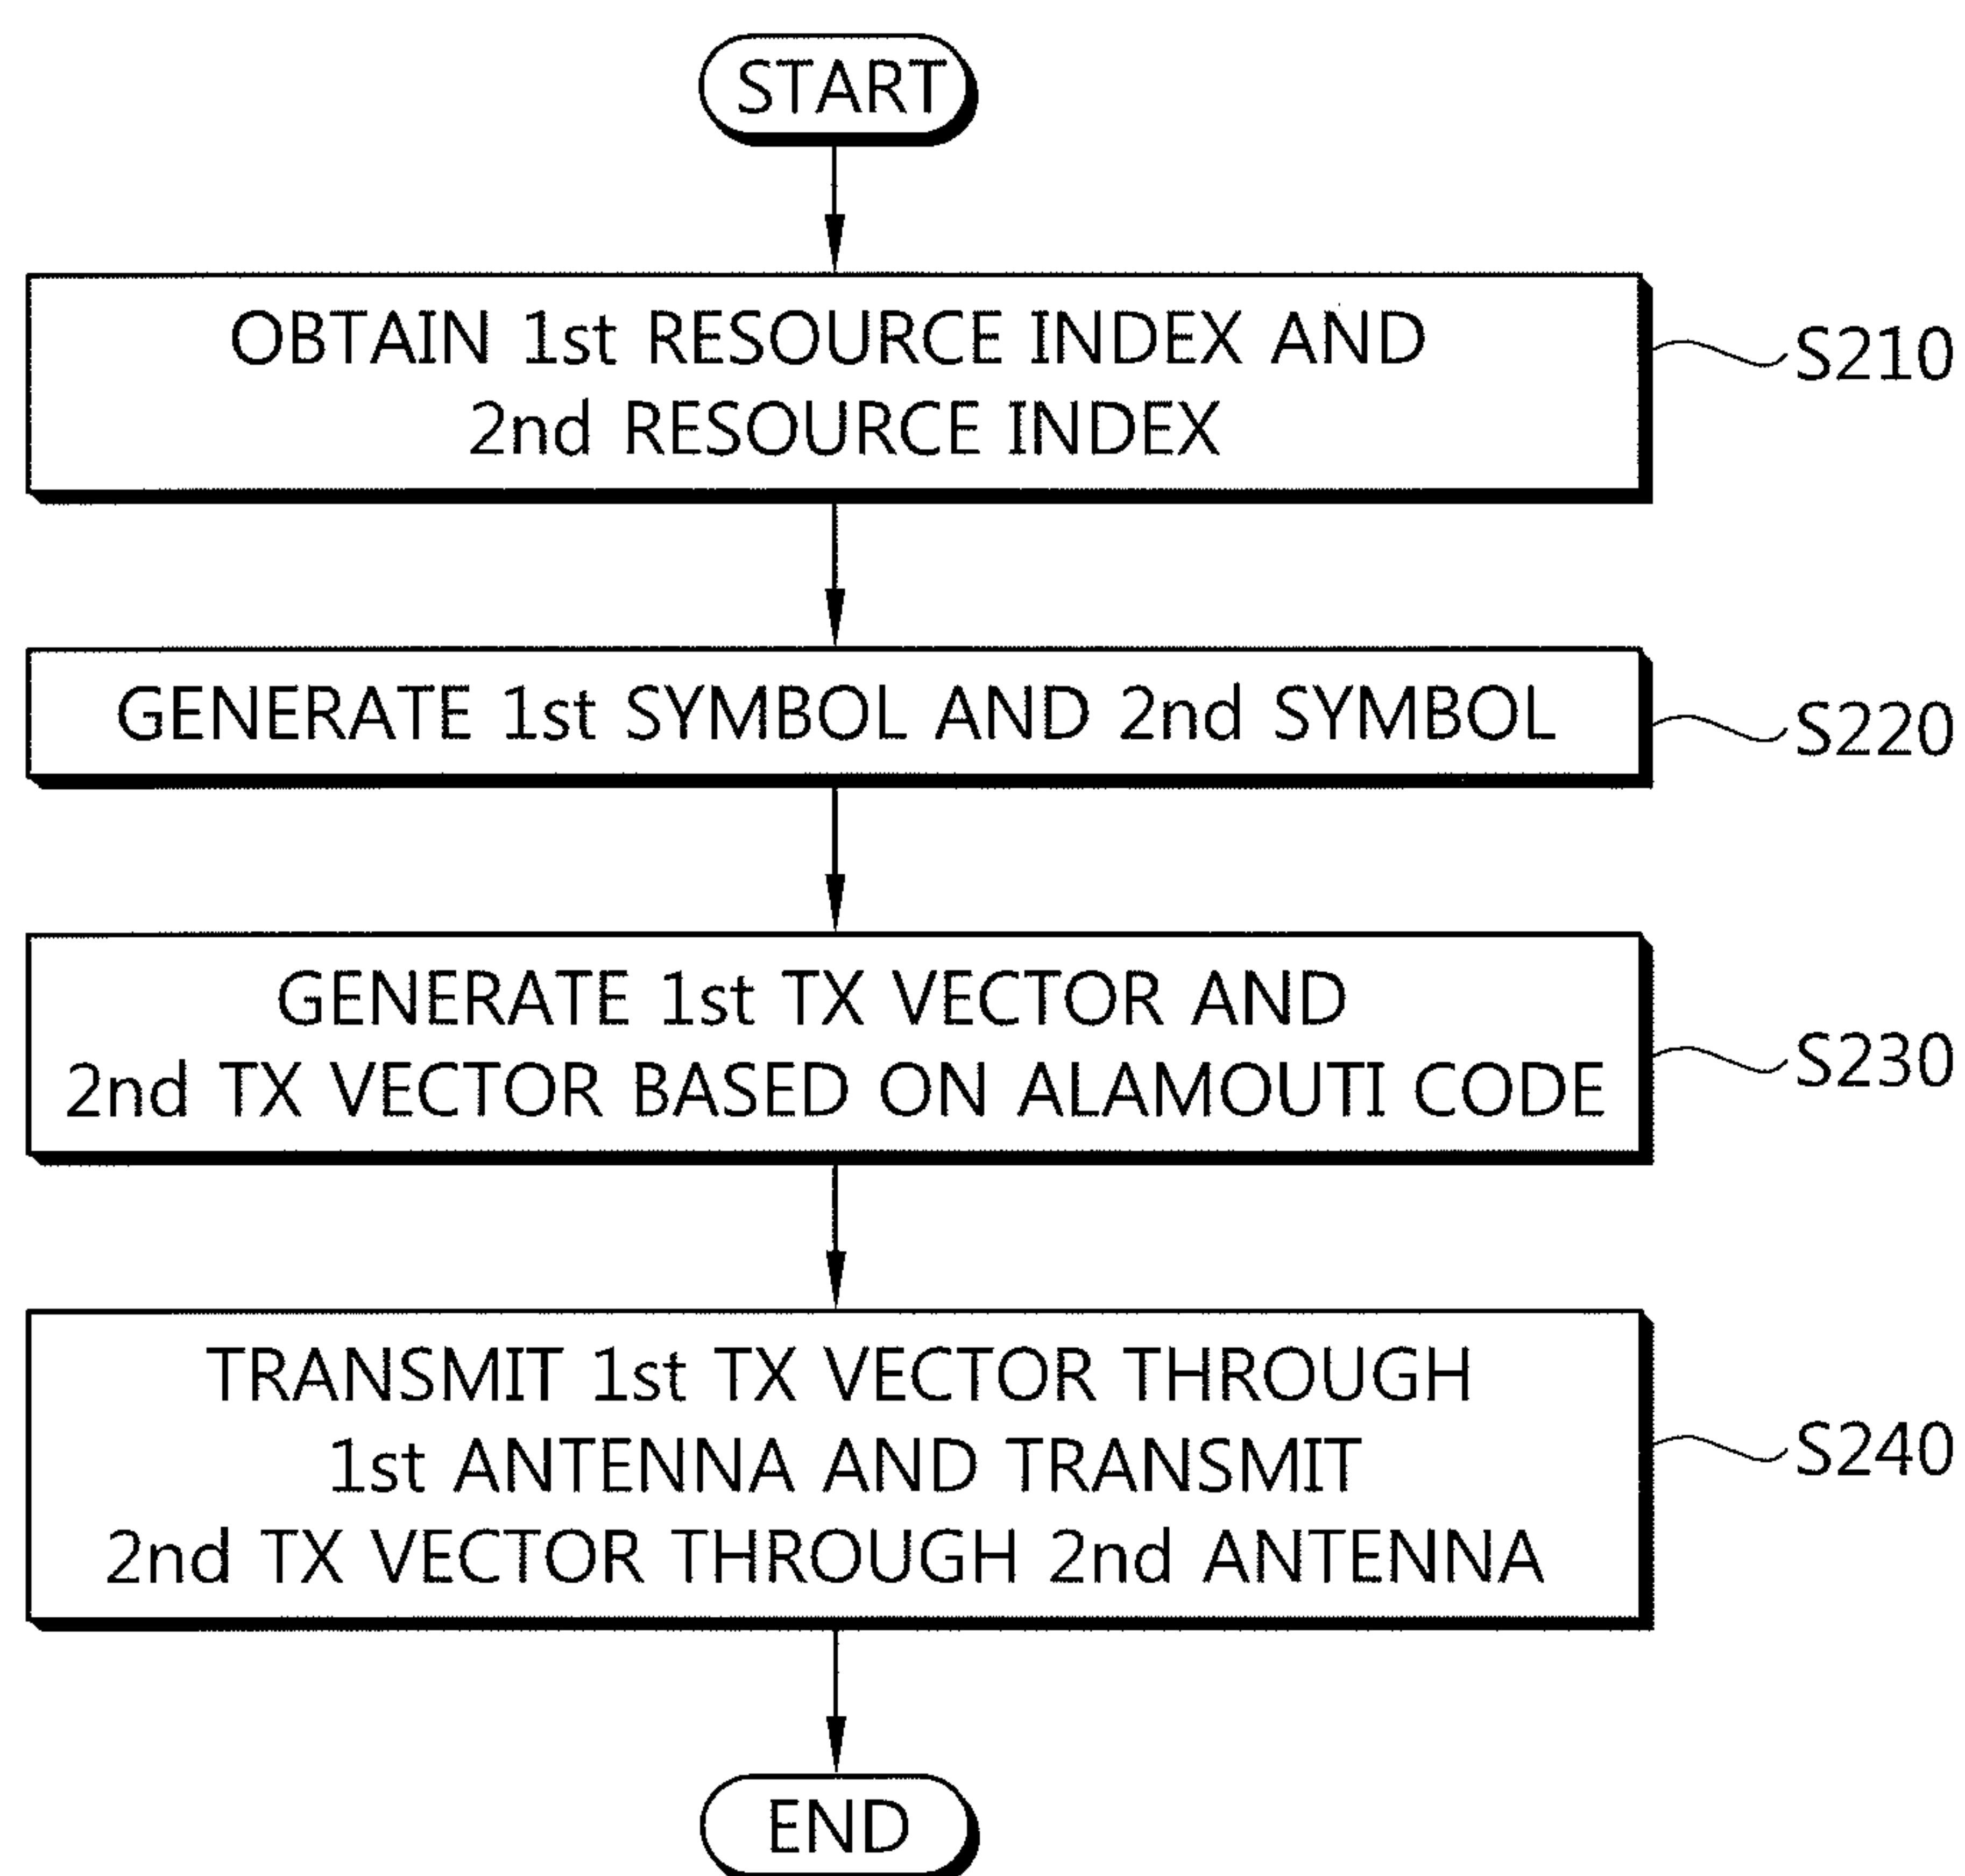 START
OBTAIN 1st RESOURCE INDEX AND
2nd RESOURCE INDEX
S210
GENERATE 1st SYMBOL AND 2nd SYMBOL
S220
GENERATE 1st TX VECTOR AND
2nd TX VECTOR BASED ON ALAMOUTI CODE
S230
TRANSMIT 1st TX VECTOR THROUGH
1st ANTENNA AND TRANSMIT
2nd TX VECTOR THROUGH 2nd ANTENNA
S240
END